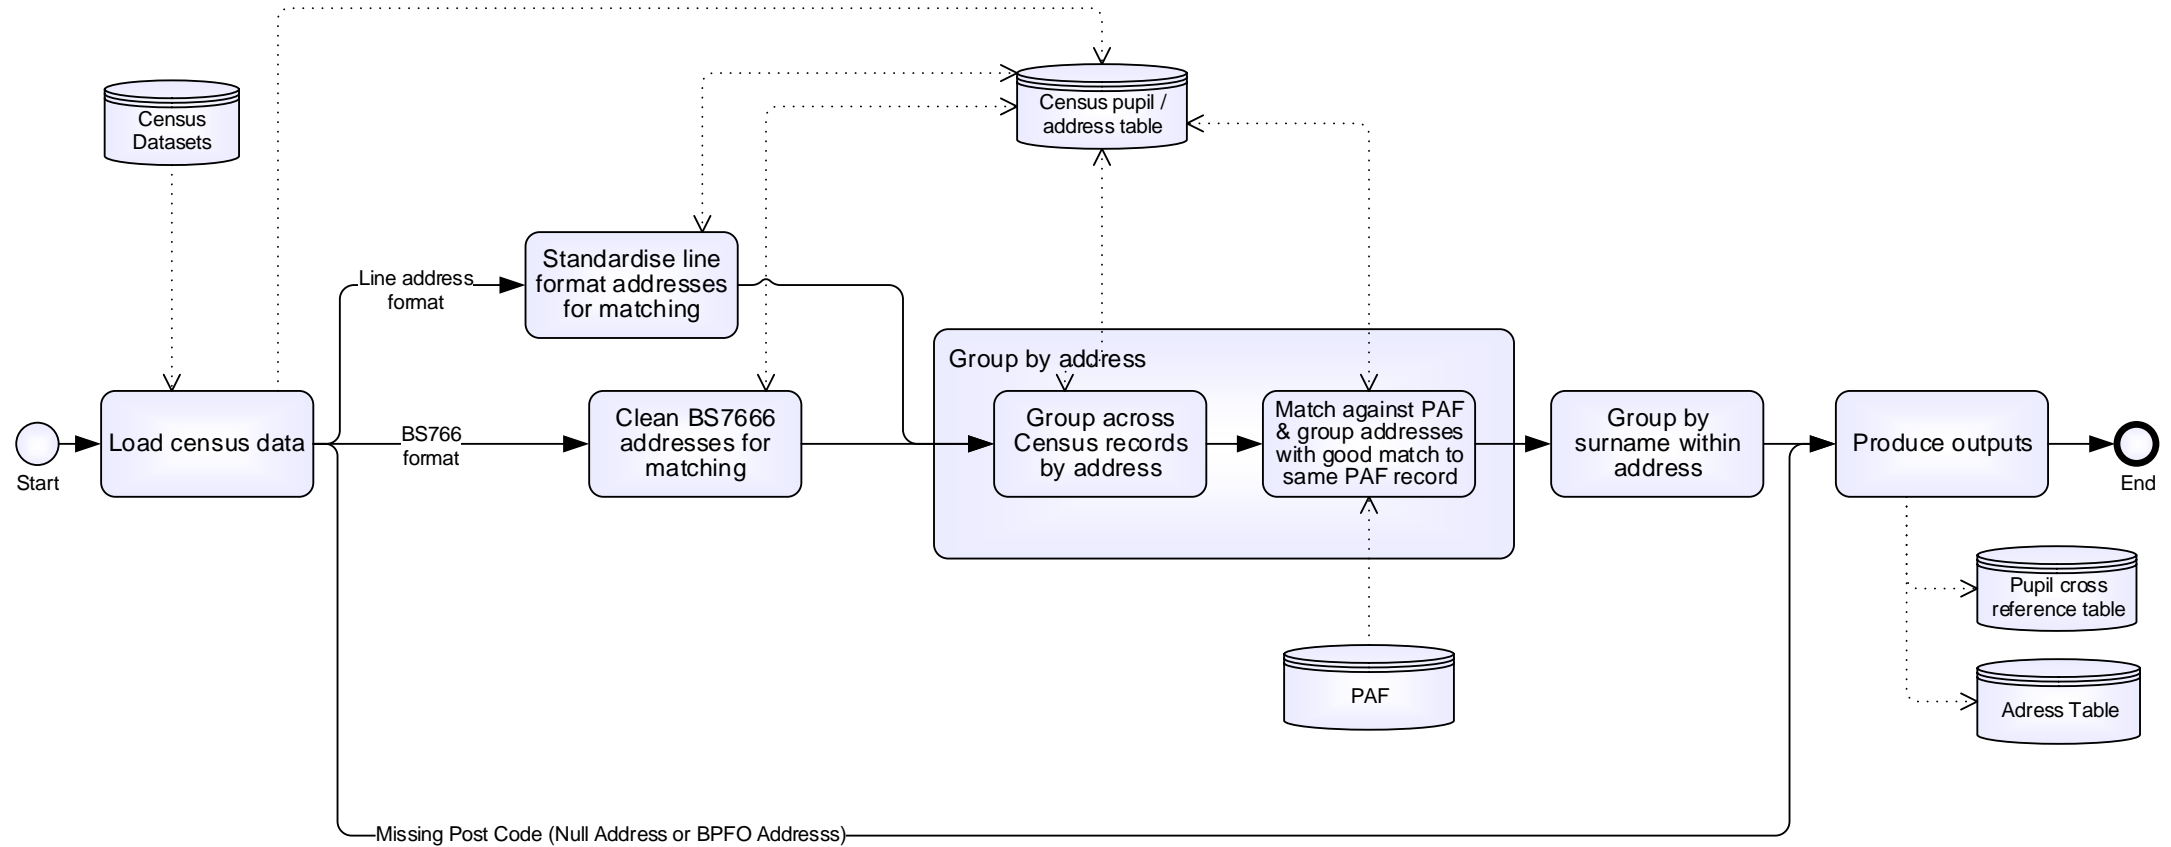 Census
Datasets
Census pupil /
address table
Standardise line
format addresses
for matching
Line address
format
Group by address
Start
Load census data
BS766
format
Clean BS7666
addresses for
matching
Group across
Census records
by address
Match against PAF
& group addresses
with good match to
same PAF record
Group by
surname within
address
Produce outputs
End
Pupil cross
reference table
PAF
Adress Table
Missing Post Code (Null Address or BPFO Addresss)